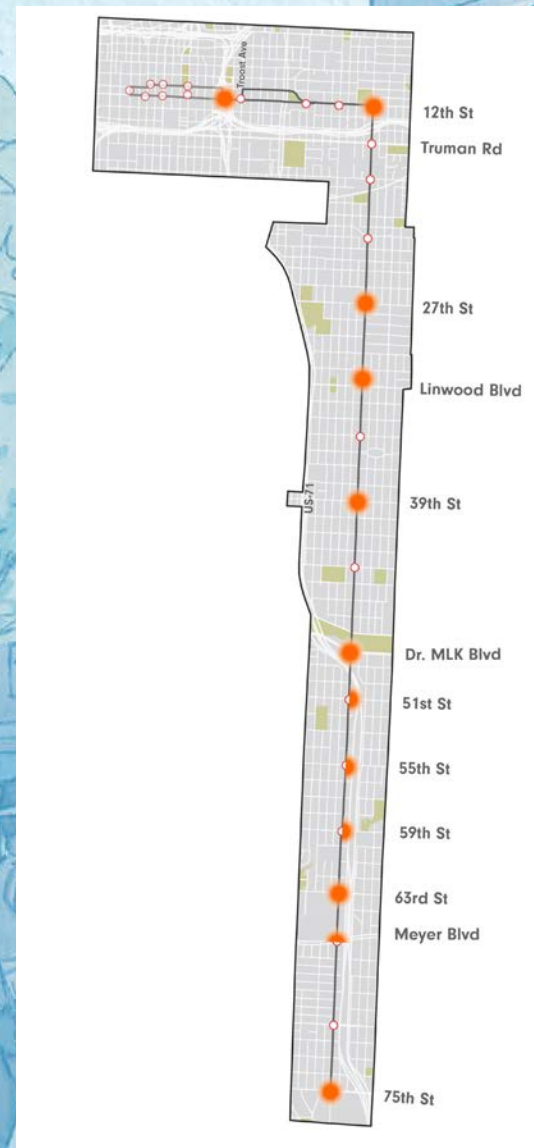 Troost Ave
12th St
Truman Rd
27th St
Linwood Blvd
39th St
US-71
Dr. MLK Blvd
51st St
55th St
59th St
63rd St
Meyer Blvd
75th St